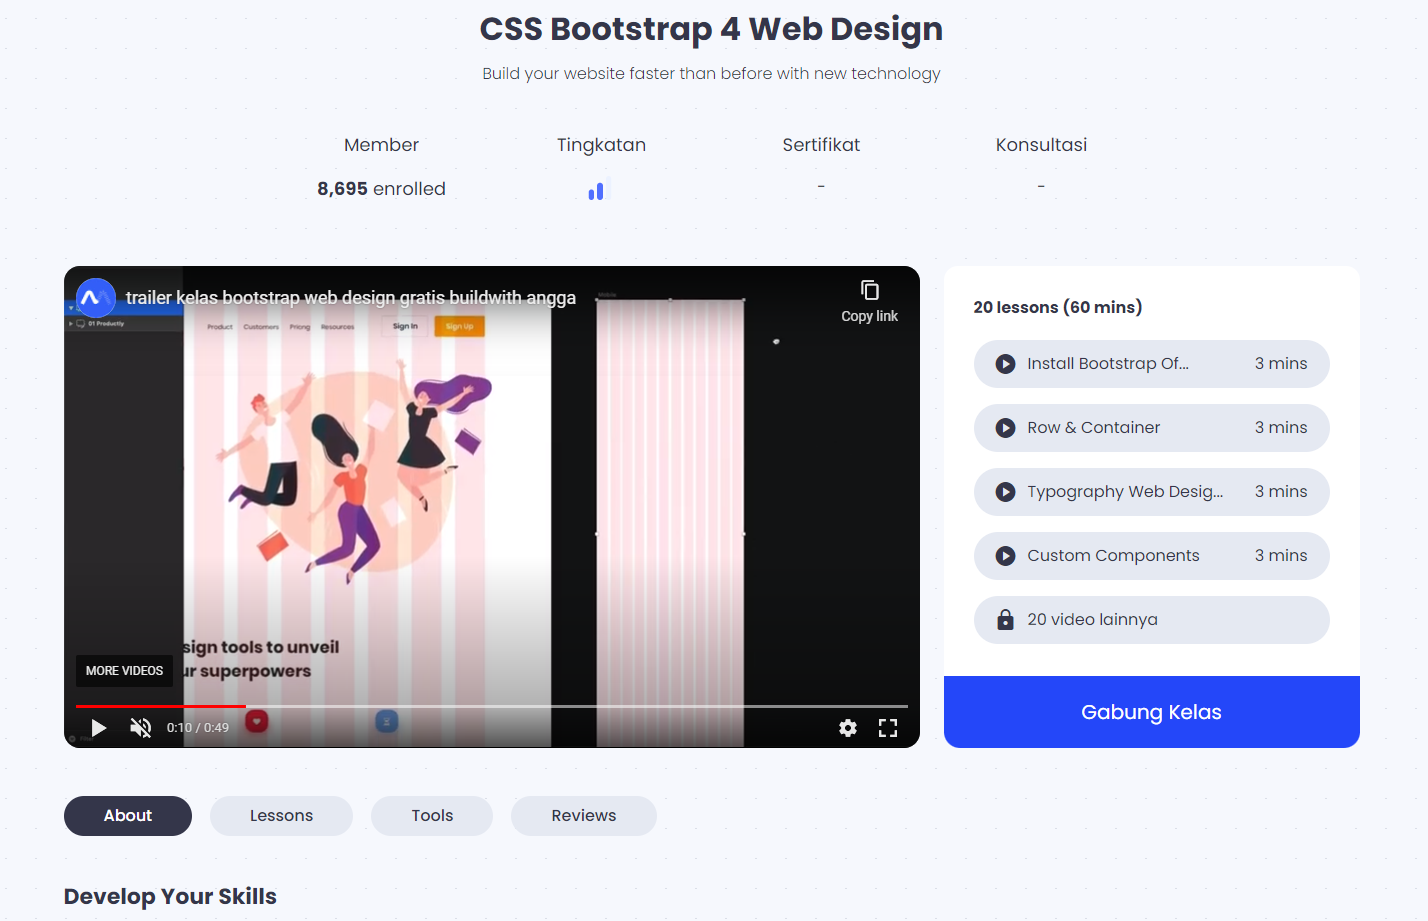 CSS Bootstrap 4 Web Design
Build your website faster than before with new technology
Member
Tingkatan
Sertifikat
Konsultasi
8,695 enrolled
-
-
trailer kelas bootstrap web design gratis buildwith angga
Copy link
Mobile
01 Productly
Product Customers Pricing Resources
Sign In
Sign Up
sign tools to unveil
ur superpowers
MORE VIDEOS
0:10 / 0:49
20 lessons (60 mins)
Install Bootstrap Of... 3 mins
Row & Container 3 mins
Typography Web Desig... 3 mins
Custom Components 3 mins
20 video lainnya
Gabung Kelas
About
Lessons
Tools
Reviews
Develop Your Skills